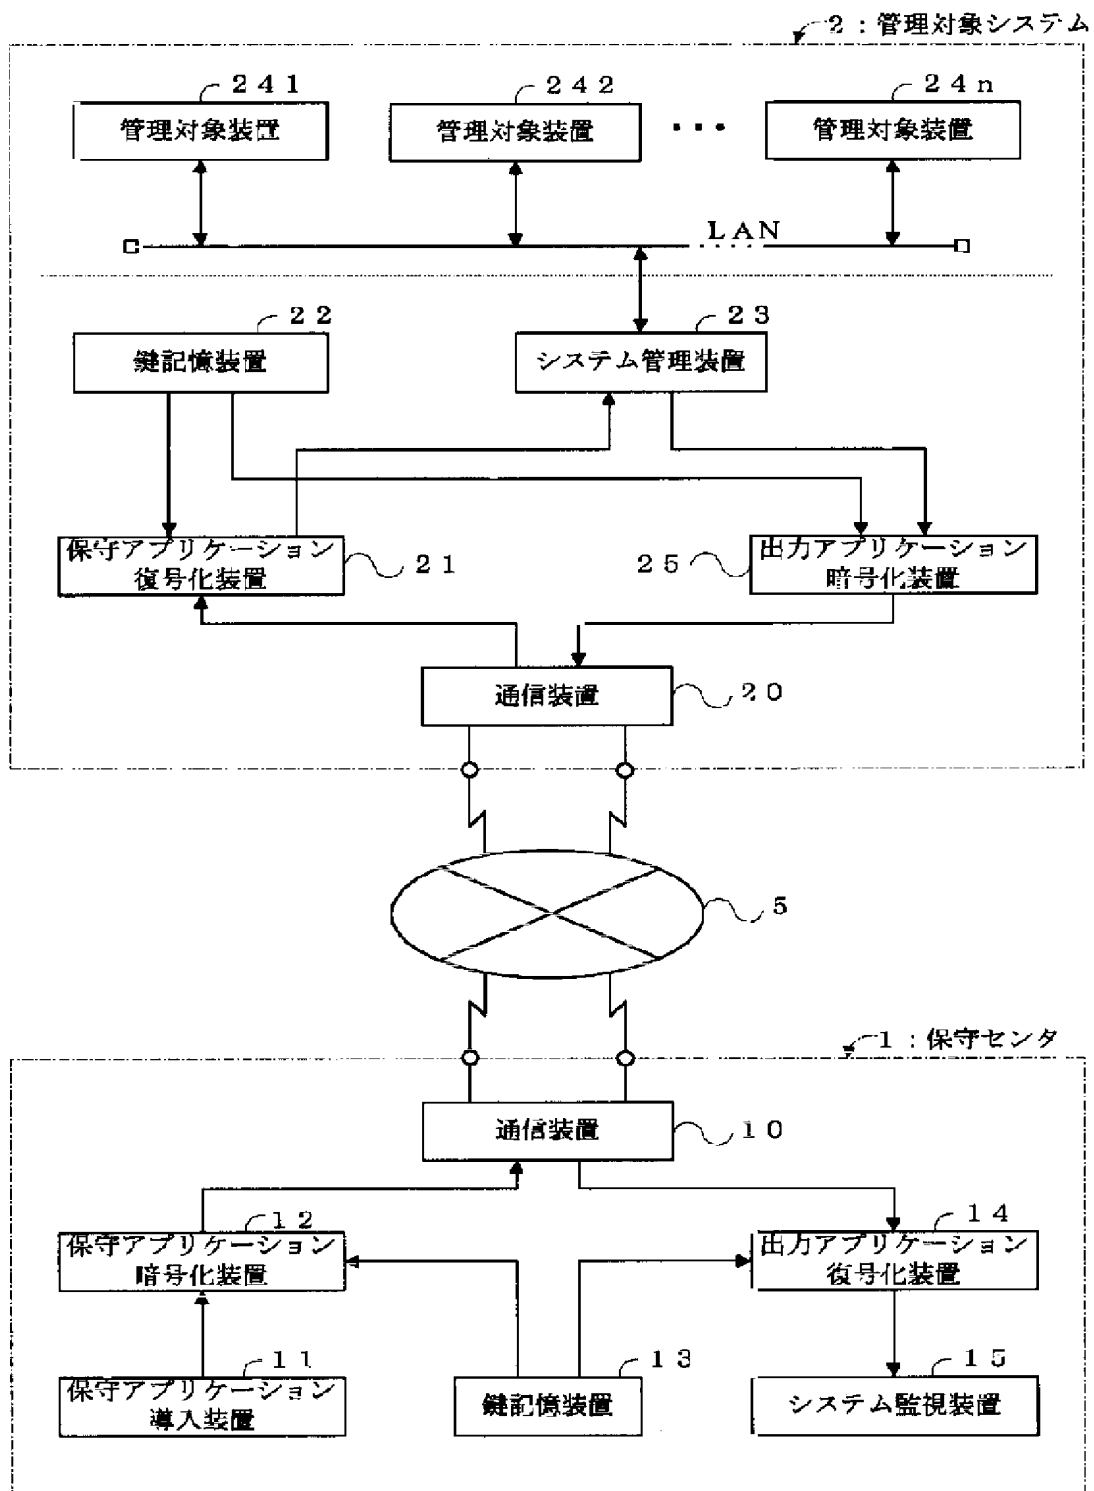 2：管理対象システム
241
242
24n
管理対象装置
管理対象装置
・・・
管理対象装置
LAN
22
23
鍵記憶装置
システム管理装置
保守アプリケーション
復号化装置
21
25
出力アプリケーション
暗号化装置
通信装置
20
5
1：保守センタ
通信装置
10
12
14
保守アプリケーション
暗号化装置
出力アプリケーション
復号化装置
11
13
15
保守アプリケーション
導入装置
鍵記憶装置
システム監視装置